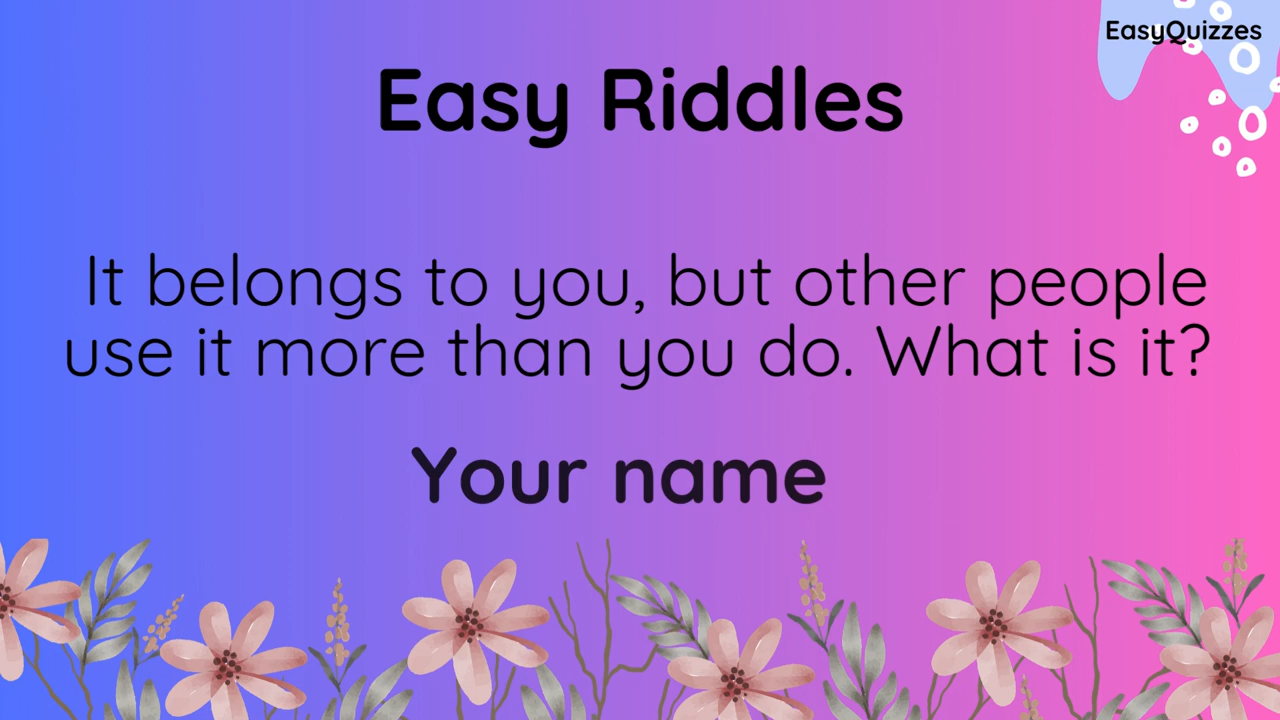 EasyQuizzes
Easy Riddles
It belongs to you, but other people
use it more than you do. What is it?
Your name